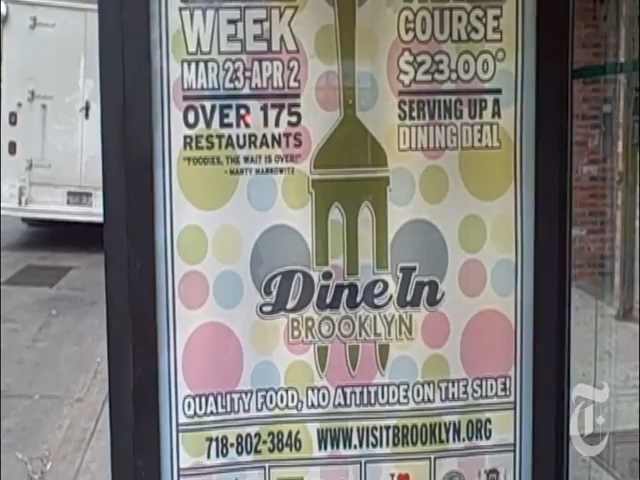 WEEK
MAR 23-APR 2
OVER 175
RESTAURANTS
"FOODIES, THE WAIT IS OVER!"
- MARTY MARKOWITZ
COURSE
$23.00*
SERVING UP A
DINING DEAL
Dine In
BROOKLYN
QUALITY FOOD, NO ATTITUDE ON THE SIDE!
718-802-3846 WWW.VISITBROOKLYN.ORG
T